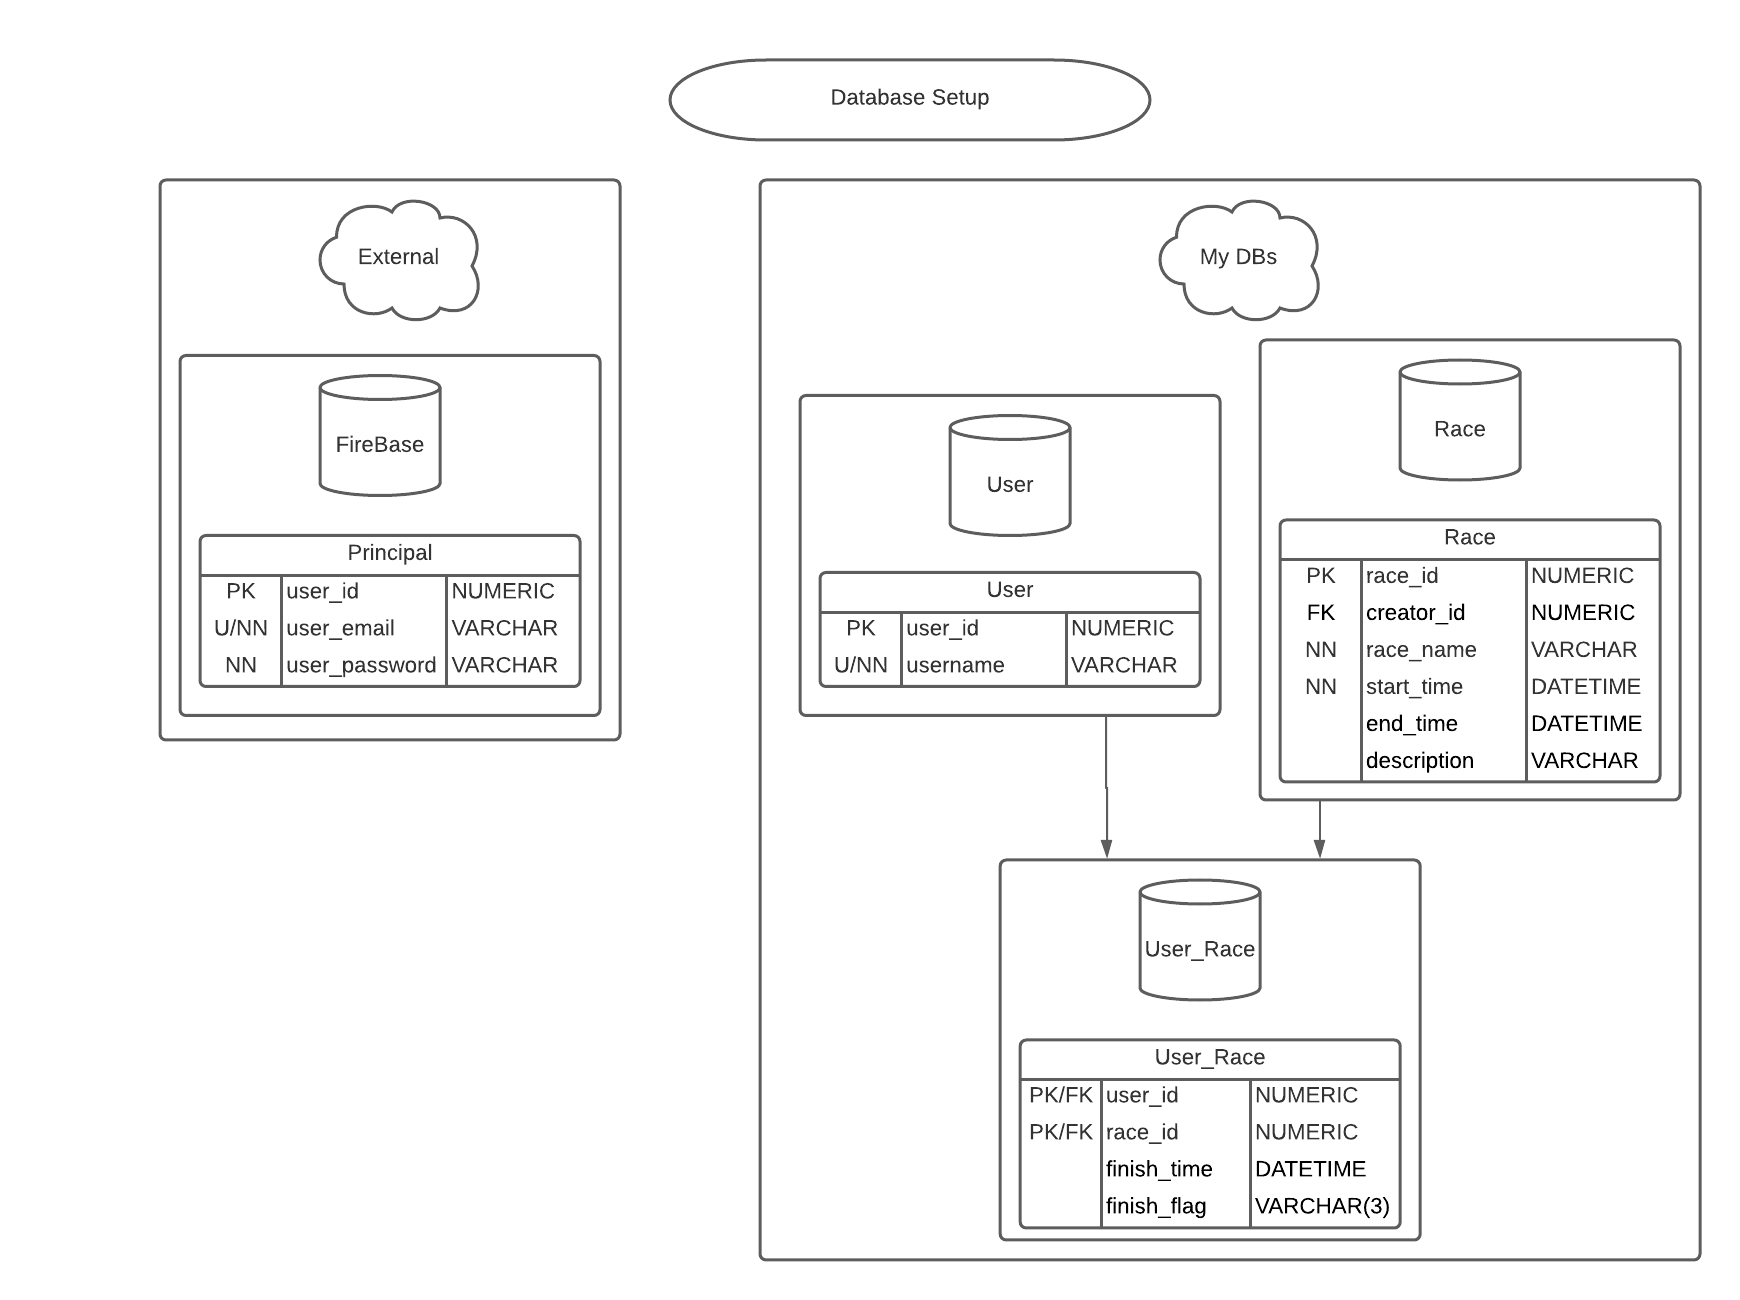 Database Setup
External
FireBase
Principal
PK user_id NUMERIC
U/NN user_email VARCHAR
NN user_password VARCHAR
My DBs
User
User
PK user_id NUMERIC
U/NN username VARCHAR
Race
Race
PK race_id NUMERIC
FK creator_id NUMERIC
NN race_name VARCHAR
NN start_time DATETIME
end_time DATETIME
description VARCHAR
User_Race
User_Race
PK/FK user_id NUMERIC
PK/FK race_id NUMERIC
finish_time DATETIME
finish_flag VARCHAR(3)